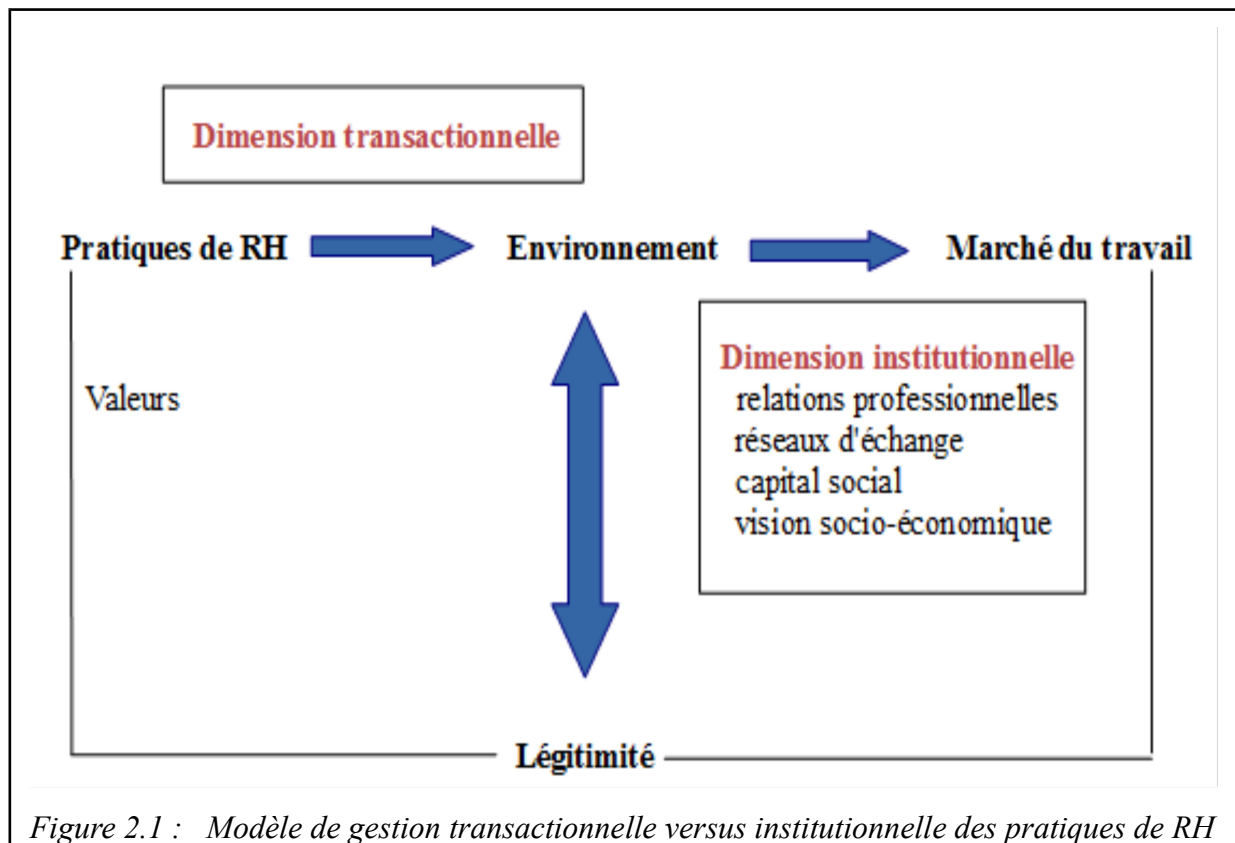 Dimension transactionnelle
Pratiques de RH
Environnement
Marché du travail
Valeurs
Dimension institutionnelle
relations professionnelles
réseaux d'échange
capital social
vision socio-économique
Légitimité
Figure 2.1 : Modèle de gestion transactionnelle versus institutionnelle des pratiques de RH